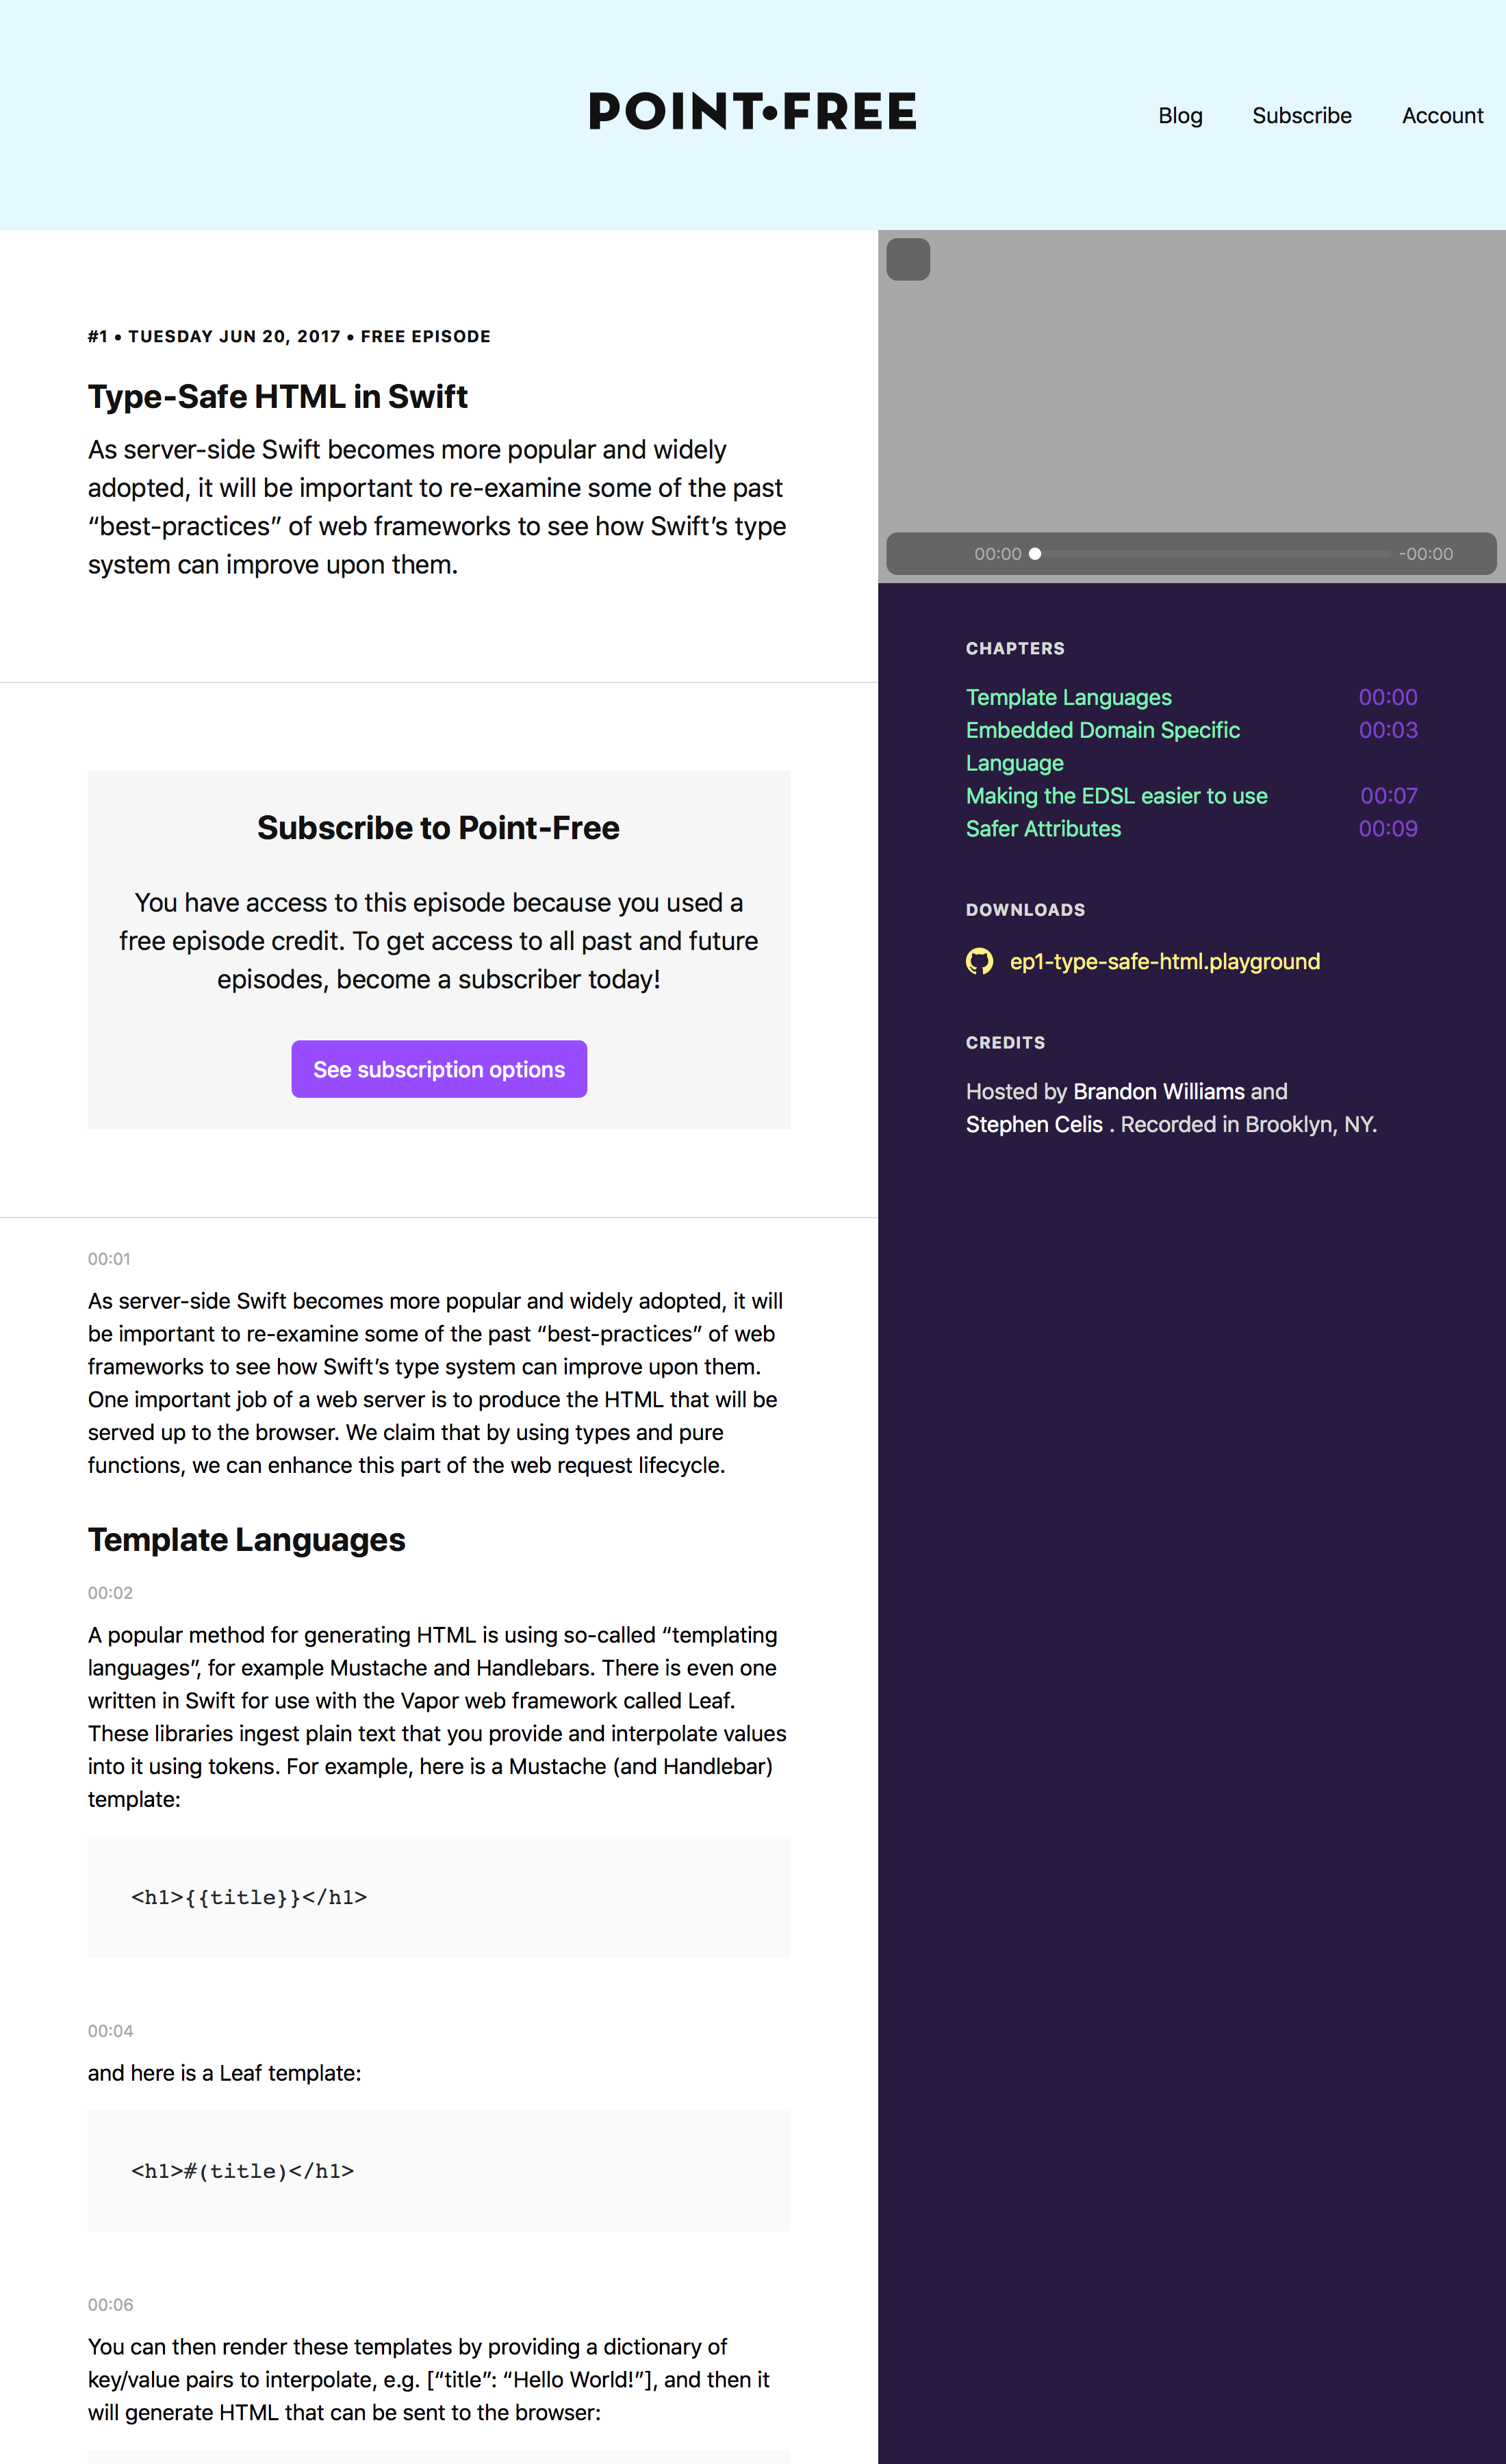 POINT•FREE
Blog
Subscribe
Account
#1 • TUESDAY JUN 20, 2017 • FREE EPISODE
Type-Safe HTML in Swift
As server-side Swift becomes more popular and widely
adopted, it will be important to re-examine some of the past
“best-practices” of web frameworks to see how Swift’s type
system can improve upon them.
Subscribe to Point-Free
You have access to this episode because you used a
free episode credit. To get access to all past and future
episodes, become a subscriber today!
See subscription options
00:01
As server-side Swift becomes more popular and widely adopted, it will
be important to re-examine some of the past “best-practices” of web
frameworks to see how Swift’s type system can improve upon them.
One important job of a web server is to produce the HTML that will be
served up to the browser. We claim that by using types and pure
functions, we can enhance this part of the web request lifecycle.
Template Languages
00:02
A popular method for generating HTML is using so-called “templating
languages”, for example Mustache and Handlebars. There is even one
written in Swift for use with the Vapor web framework called Leaf.
These libraries ingest plain text that you provide and interpolate values
into it using tokens. For example, here is a Mustache (and Handlebar)
template:
<h1>{{title}}</h1>
00:04
and here is a Leaf template:
<h1>#(title)</h1>
00:06
You can then render these templates by providing a dictionary of
key/value pairs to interpolate, e.g. [“title”: “Hello World!”], and then it
will generate HTML that can be sent to the browser:
00:00
-00:00
CHAPTERS
Template Languages 00:00
Embedded Domain Specific 00:03
Language
Making the EDSL easier to use 00:07
Safer Attributes 00:09
DOWNLOADS
ep1-type-safe-html.playground
CREDITS
Hosted by Brandon Williams and
Stephen Celis . Recorded in Brooklyn, NY.